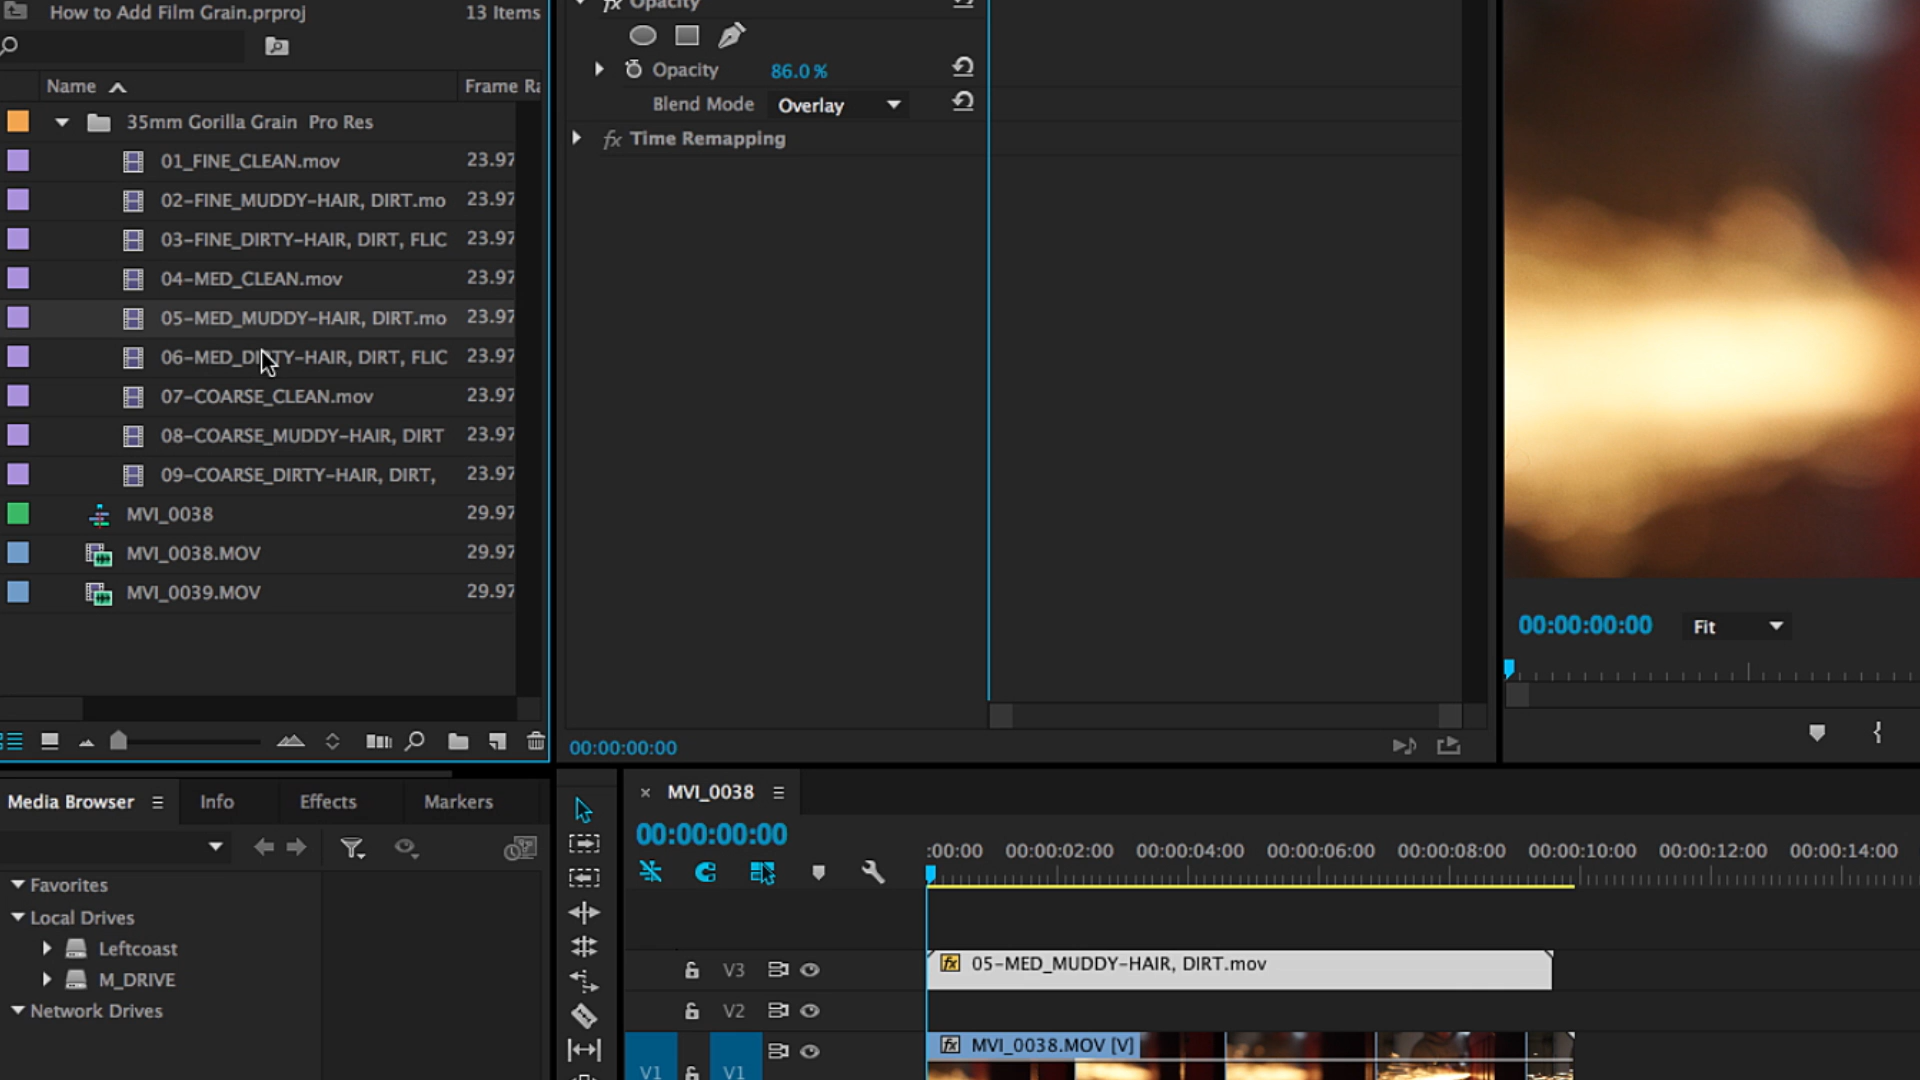 How to Add Film Grain.prproj 13 Items
Name Frame Ra
35mm Gorilla Grain Pro Res
01_FINE_CLEAN.mov 23.97
02-FINE_MUDDY-HAIR, DIRT.mo 23.97
03-FINE_DIRTY-HAIR, DIRT, FLIC 23.97
04-MED_CLEAN.mov 23.97
05-MED_MUDDY-HAIR, DIRT.mo 23.97
06-MED_DIRTY-HAIR, DIRT, FLIC 23.97
07-COARSE_CLEAN.mov 23.97
08-COARSE_MUDDY-HAIR, DIRT 23.97
09-COARSE_DIRTY-HAIR, DIRT, 23.97
MVI_0038 29.97
MVI_0038.MOV 29.97
MVI_0039.MOV 29.97
fx Opacity
Opacity 86.0 %
Blend Mode Overlay
fx Time Remapping
00:00:00:00
00:00:00:00 Fit
Media Browser Info Effects Markers
Favorites
Local Drives
Leftcoast
M_DRIVE
Network Drives
× MVI_0038
00:00:00:00
:00:00 00:00:02:00 00:00:04:00 00:00:06:00 00:00:08:00 00:00:10:00 00:00:12:00 00:00:14:00
V3 fx 05-MED_MUDDY-HAIR, DIRT.mov
V2
fx MVI_0038.MOV [V]
V1 V1